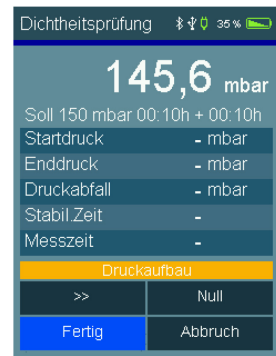 Dichtheitsprüfung 35 %
145,6 mbar
Soll 150 mbar 00:10h + 00:10h
Startdruck - mbar
Enddruck - mbar
Druckabfall - mbar
Stabil.Zeit -
Messzeit -
Druckaufbau
>> Null
Fertig Abbruch